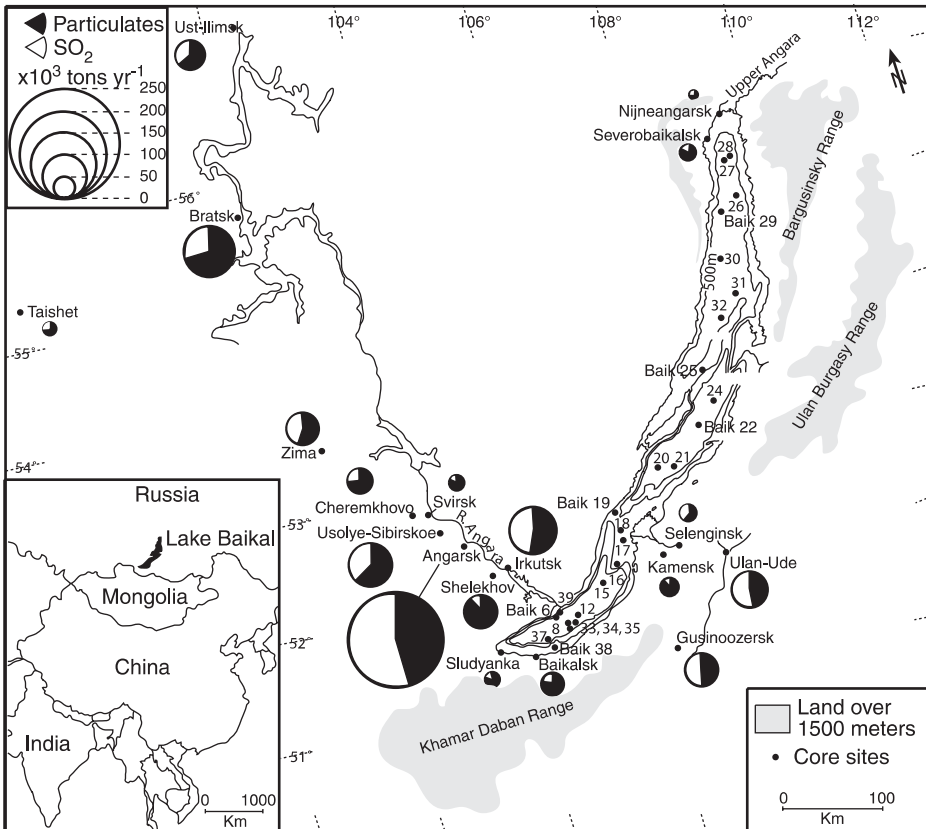 Particulates
SO2
x10³ tons yr⁻¹
250
200
150
100
50
0
104°
106°
108°
110°
112°
56°
55°
54°
53°
52°
51°
Ust-Ilimsk
Upper Angara
Nijneangarsk
Severobaikalsk
28
27
26
Baik 29
Bargusinsky Range
Bratsk
500m
30
31
32
Taishet
Baik 25
24
Baik 22
Ulan Burgasy Range
Zima
20
21
Cheremkhovo
Svirsk
Baik 19
Usolye-Sibirskoe
R. Angara
18
Selenginsk
Angarsk
Irkutsk
17
Kamensk
Ulan-Ude
Shelekhov
16
15
39
Baik 6
12
8
33, 34, 35
37
Baik 38
Gusinoozersk
Sludyanka
Baikalsk
Khamar Daban Range
Russia
Lake Baikal
Mongolia
China
India
0
1000
Km
Land over
1500 meters
Core sites
0
100
Km
N